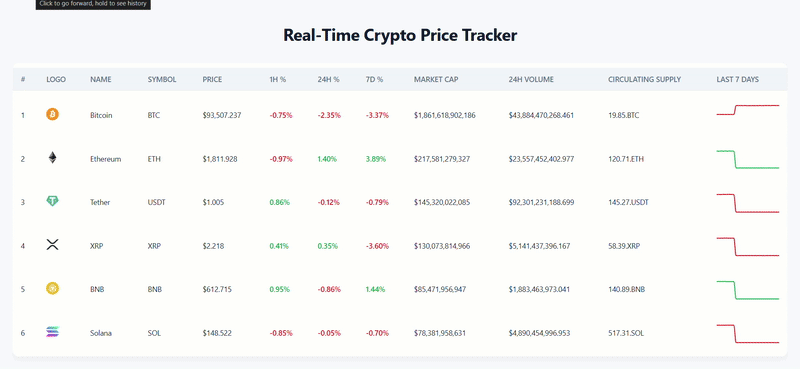 Click to go forward, hold to see history
Real-Time Crypto Price Tracker
# LOGO NAME SYMBOL PRICE 1H % 24H % 7D % MARKET CAP 24H VOLUME CIRCULATING SUPPLY LAST 7 DAYS
1 Bitcoin BTC $93,507.237 -0.75% -2.35% -3.37% $1,861,618,902,186 $43,884,470,268.461 19.85.BTC
2 Ethereum ETH $1,811.928 -0.97% 1.40% 3.89% $217,581,279,327 $23,557,452,402.977 120.71.ETH
3 Tether USDT $1.005 0.86% -0.12% -0.79% $145,320,022,085 $92,301,231,188.699 145.27.USDT
4 XRP XRP $2.218 0.41% 0.35% -3.60% $130,073,814,966 $5,141,437,396.167 58.39.XRP
5 BNB BNB $612.715 0.95% -0.86% 1.44% $85,471,956,947 $1,883,463,973.041 140.89.BNB
6 Solana SOL $148.522 -0.85% -0.05% -0.70% $78,381,958,631 $4,890,454,996.953 517.31.SOL